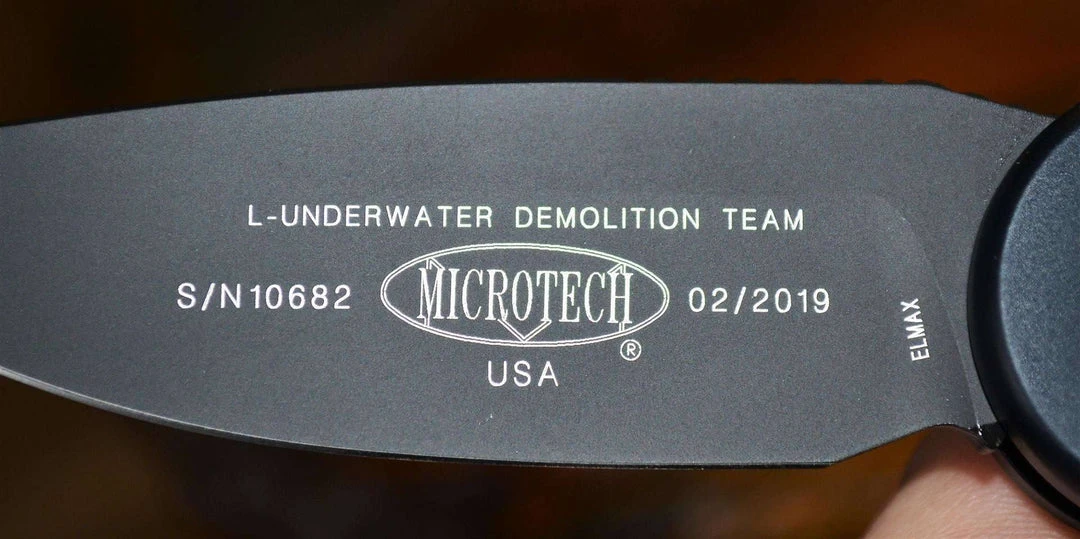 L-UNDERWATER DEMOLITION TEAM
S/N10682 MICROTECH® 02/2019
USA
ELMAX